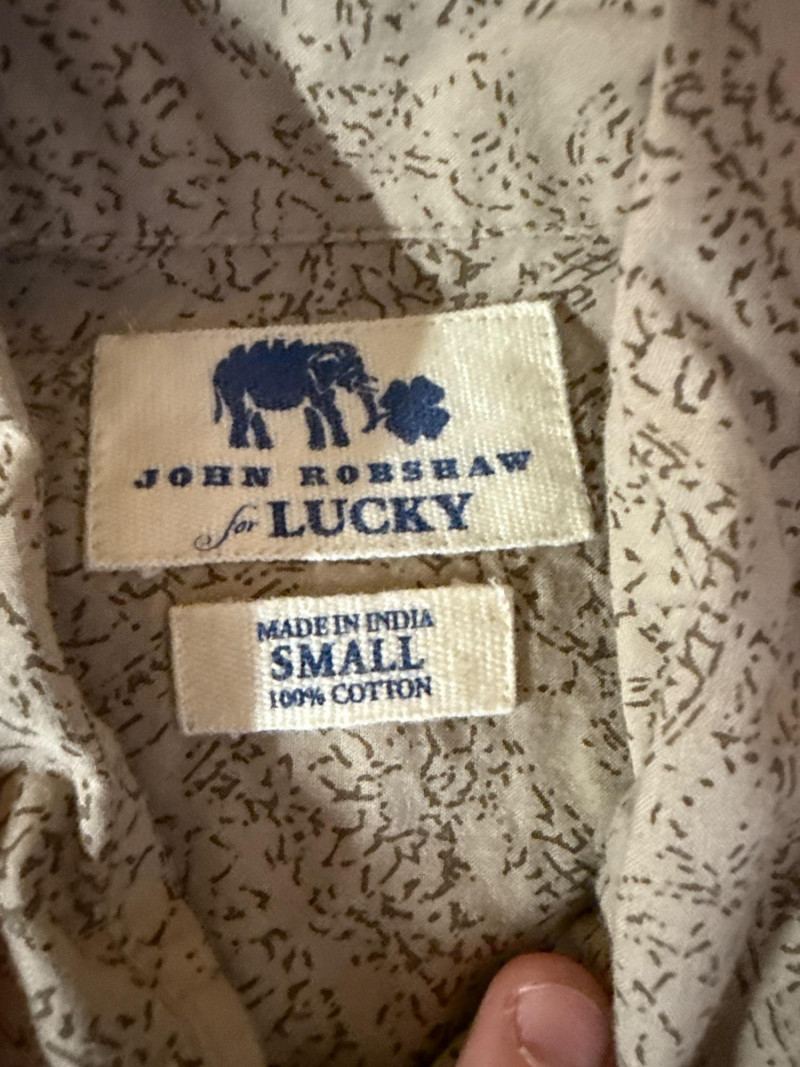 JOHN ROBSHAW
for LUCKY
MADE IN INDIA
SMALL
100% COTTON